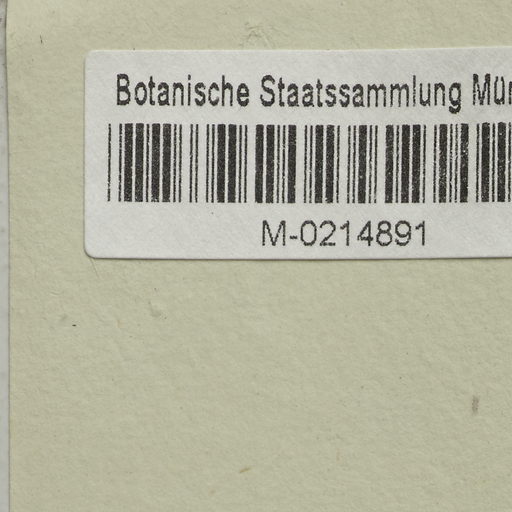 Botanische Staatssammlung Mün
M-0214891